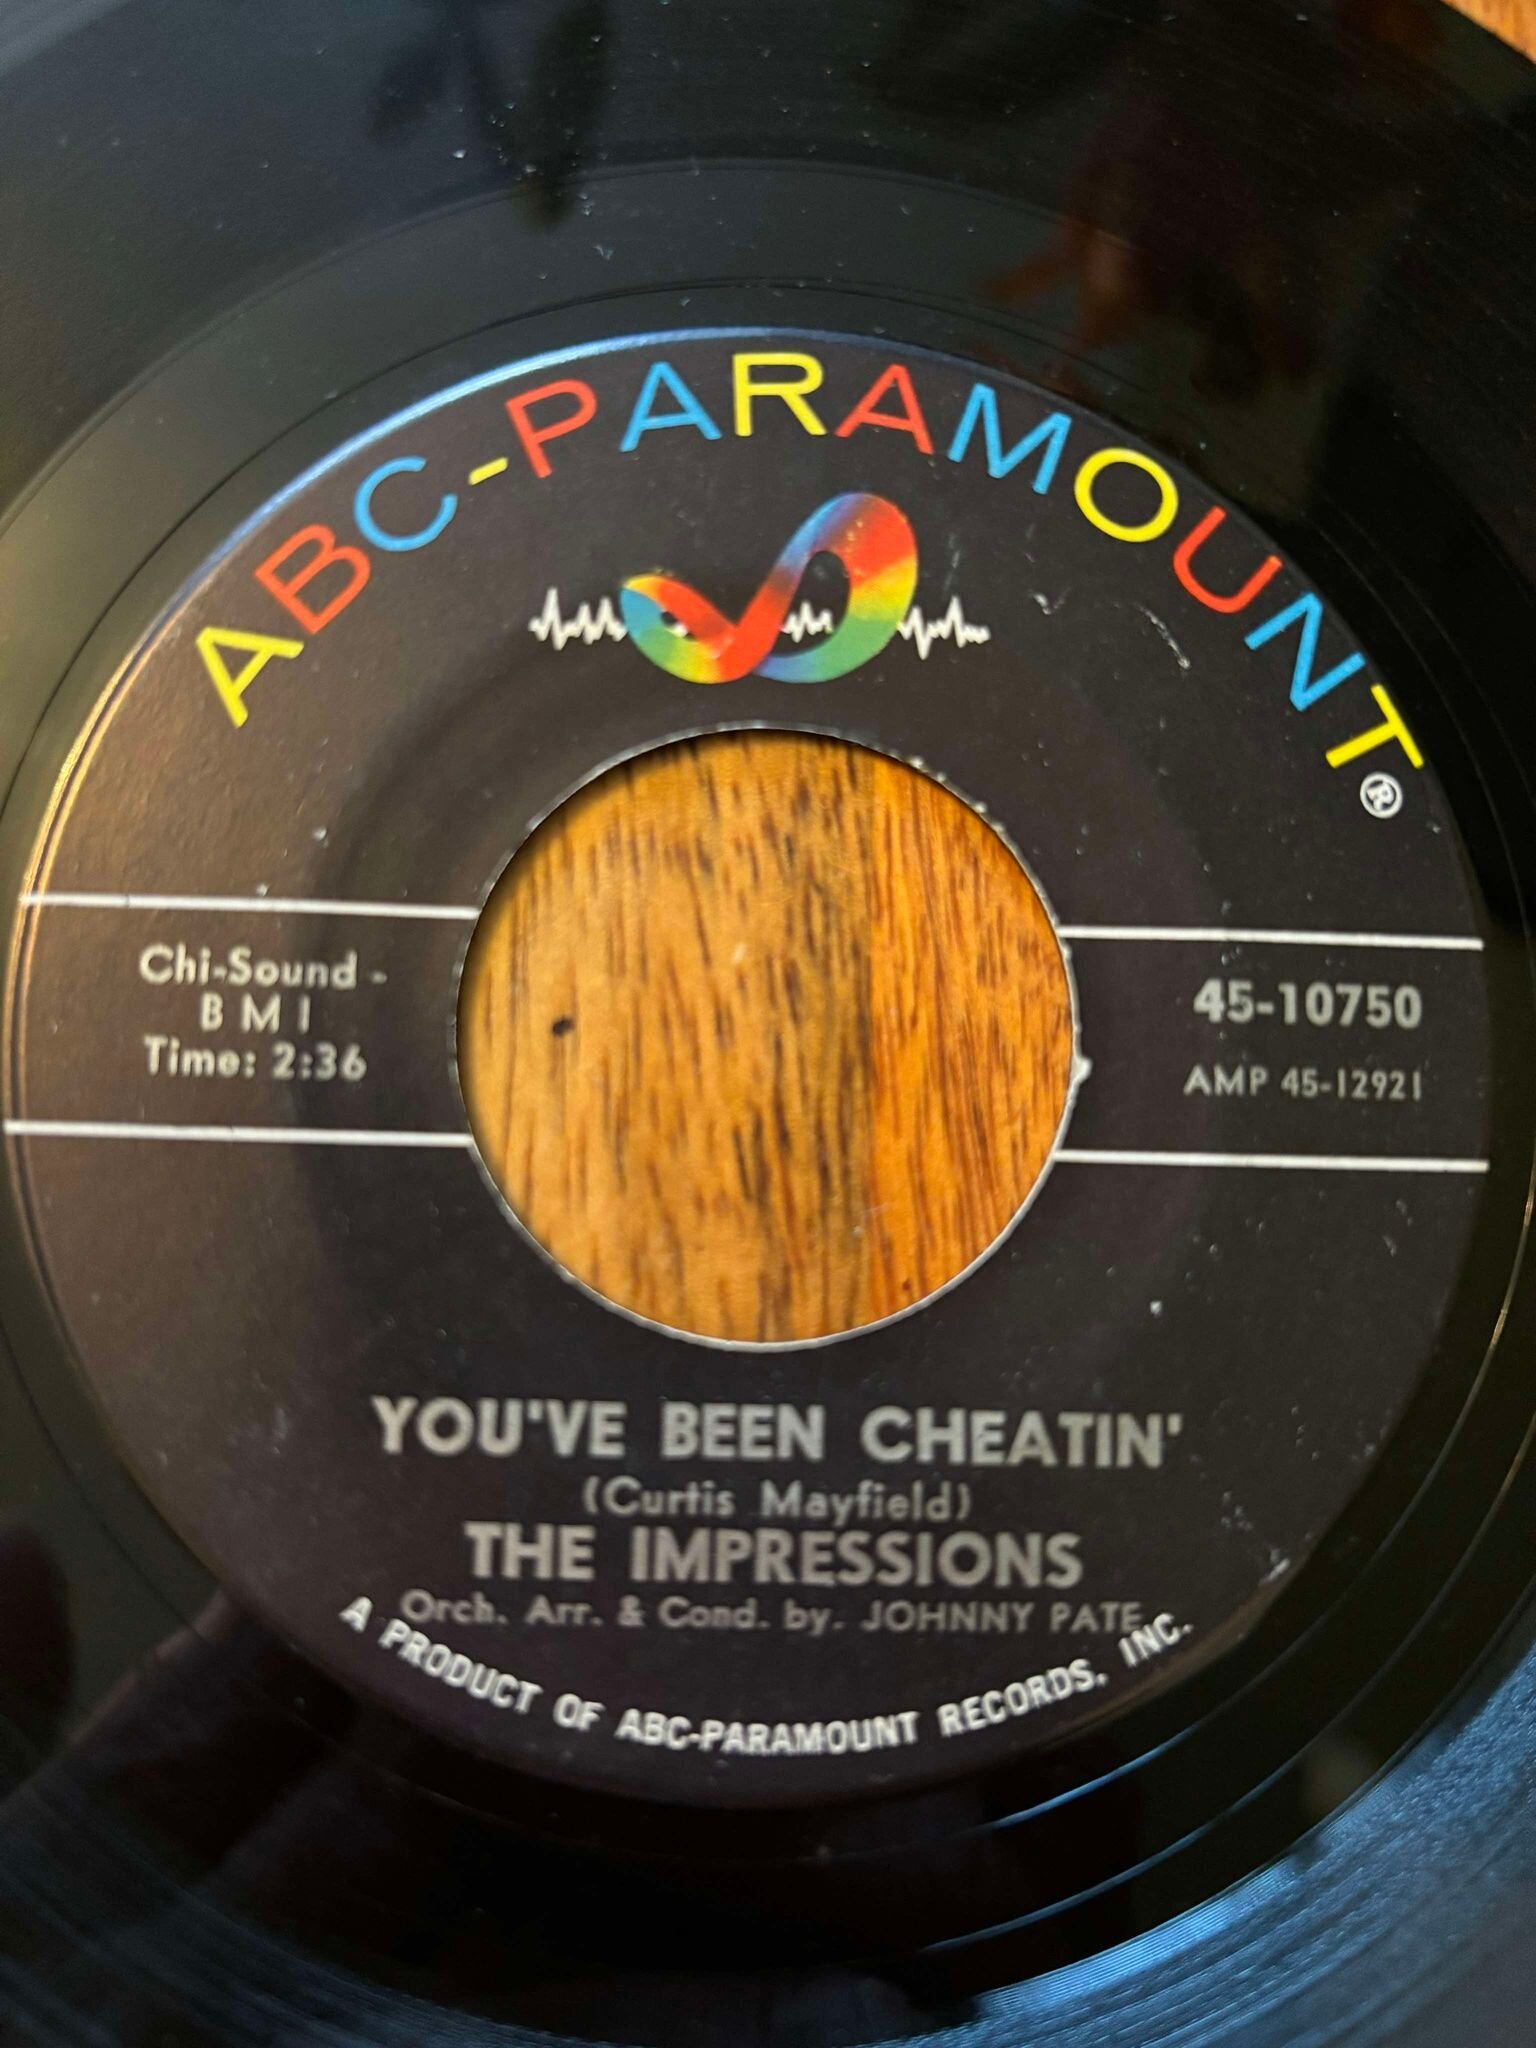 ABC-PARAMOUNT®
Chi-Sound -
B M I
Time: 2:36
45-10750
AMP 45-12921
YOU'VE BEEN CHEATIN'
(Curtis Mayfield)
THE IMPRESSIONS
Orch. Arr. & Cond. by. JOHNNY PATE
A PRODUCT OF ABC-PARAMOUNT RECORDS, INC.